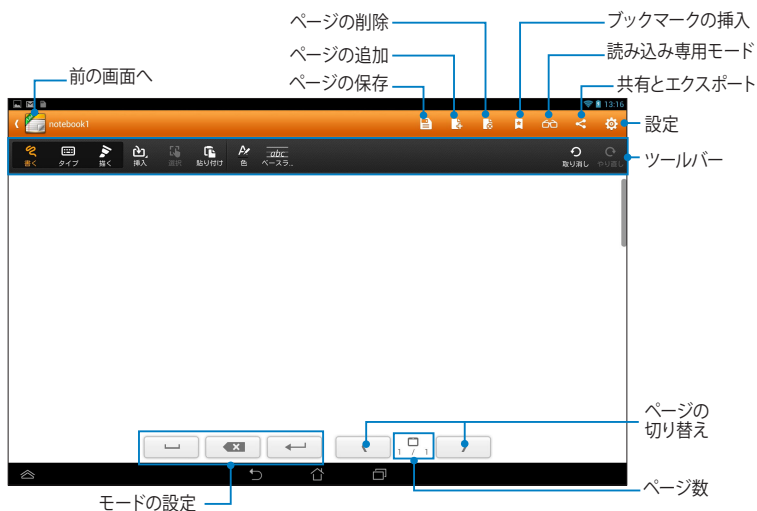 ページの削除
ブックマークの挿入
ページの追加
読み込み専用モード
前の画面へ
ページの保存
共有とエクスポート
13:16
notebook1
設定
書く
タイプ
描く
挿入
選択
貼り付け
色
abc
ベースラ...
取り消し
やり直し
ツールバー
ページの
切り替え
1 / 1
ページ数
モードの設定